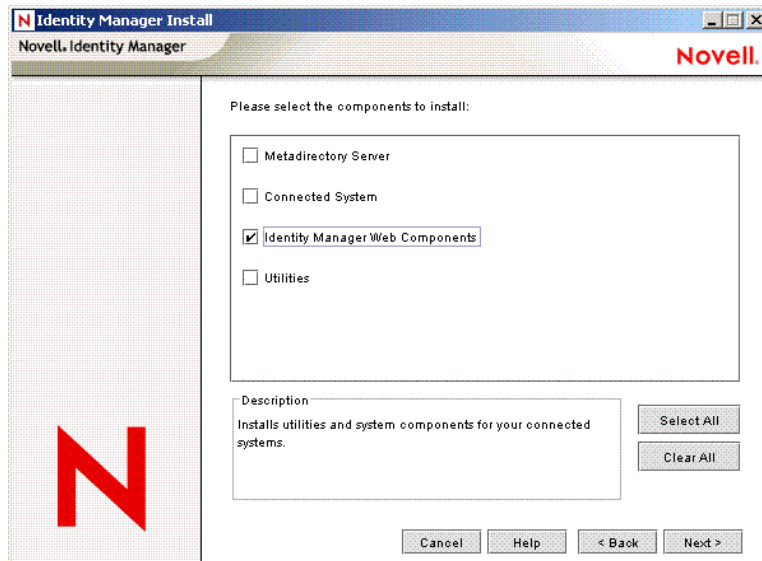 Identity Manager Install
Novell. Identity Manager
Novell.
Please select the components to install:
Metadirectory Server
Connected System
Identity Manager Web Components
Utilities
Description
Installs utilities and system components for your connected
systems.
Select All
Clear All
Cancel
Help
< Back
Next >